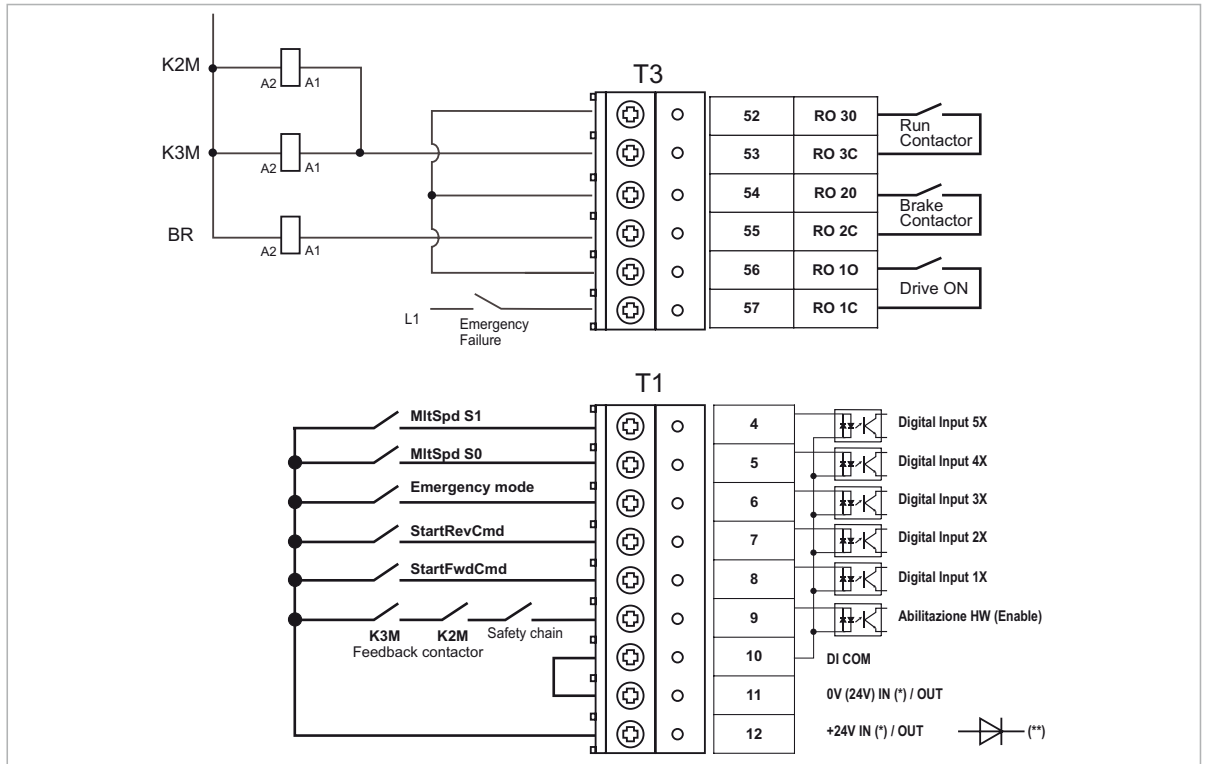 K2M
A2 A1
K3M
A2 A1
BR
A2 A1
L1
Emergency
Failure
T3
52 RO 30
53 RO 3C
Run
Contactor
54 RO 20
55 RO 2C
Brake
Contactor
56 RO 1O
57 RO 1C
Drive ON
T1
MltSpd S1
4
Digital Input 5X
MltSpd S0
5
Digital Input 4X
Emergency mode
6
Digital Input 3X
StartRevCmd
7
Digital Input 2X
StartFwdCmd
8
Digital Input 1X
K3M K2M Safety chain
Feedback contactor
9
Abilitazione HW (Enable)
10
DI COM
11
0V (24V) IN (*) / OUT
12
+24V IN (*) / OUT
(**)